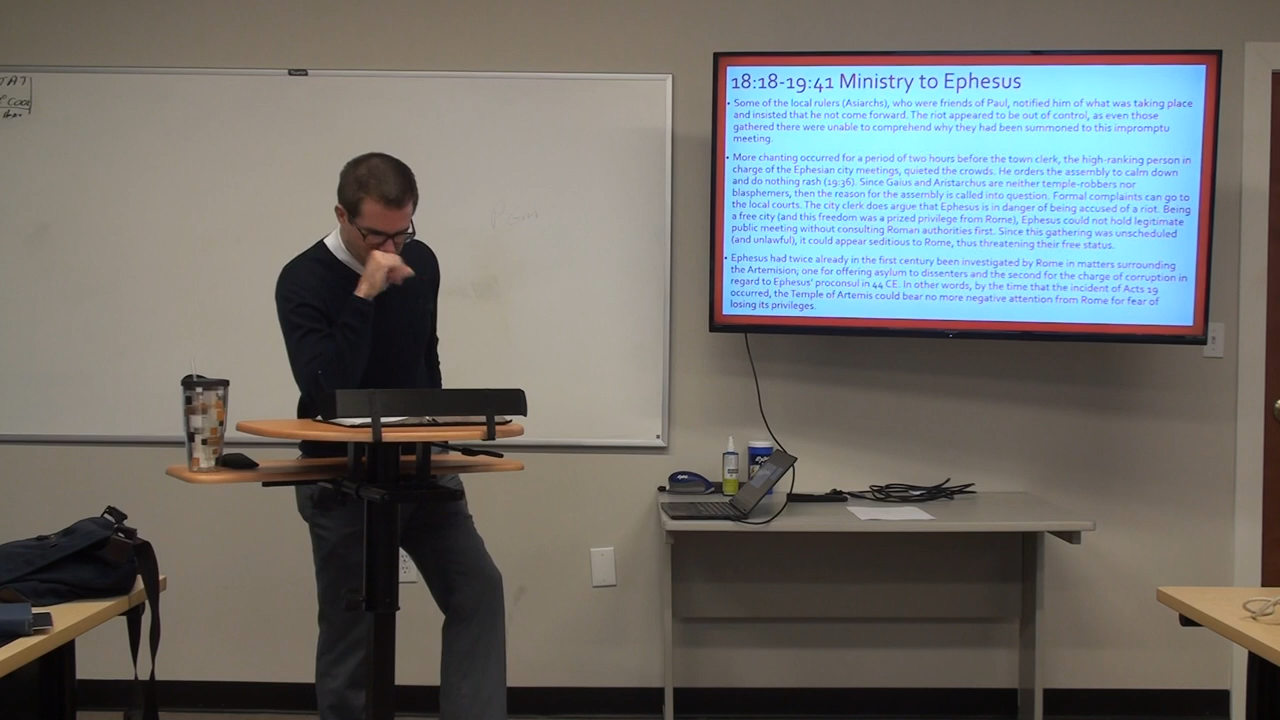 TAT
COOL
18:18-19:41 Ministry to Ephesus
• Some of the local rulers (Asiarchs), who were friends of Paul, notified him of what was taking place
and insisted that he not come forward. The riot appeared to be out of control, as even those
gathered there were unable to comprehend why they had been summoned to this impromptu
meeting.
• More chanting occurred for a period of two hours before the town clerk, the high-ranking person in
charge of the Ephesian city meetings, quieted the crowds. He orders the assembly to calm down
and do nothing rash (19:36). Since Gaius and Aristarchus are neither temple-robbers nor
blasphemers, then the reason for the assembly is called into question. Formal complaints can go to
the local courts. The city clerk does argue that Ephesus is in danger of being accused of a riot. Being
a free city (and this freedom was a prized privilege from Rome), Ephesus could not hold legitimate
public meeting without consulting Roman authorities first. Since this gathering was unscheduled
(and unlawful), it could appear seditious to Rome, thus threatening their free status.
• Ephesus had twice already in the first century been investigated by Rome in matters surrounding
the Artemision; one for offering asylum to dissenters and the second for the charge of corruption in
regard to Ephesus' proconsul in 44 CE. In other words, by the time that the incident of Acts 19
occurred, the Temple of Artemis could bear no more negative attention from Rome for fear of
losing its privileges.